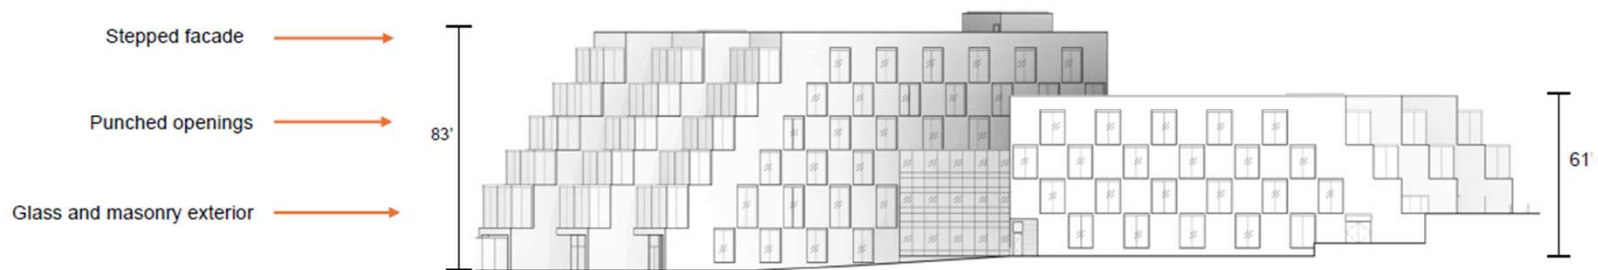 Stepped facade
Punched openings
83'
Glass and masonry exterior
61'